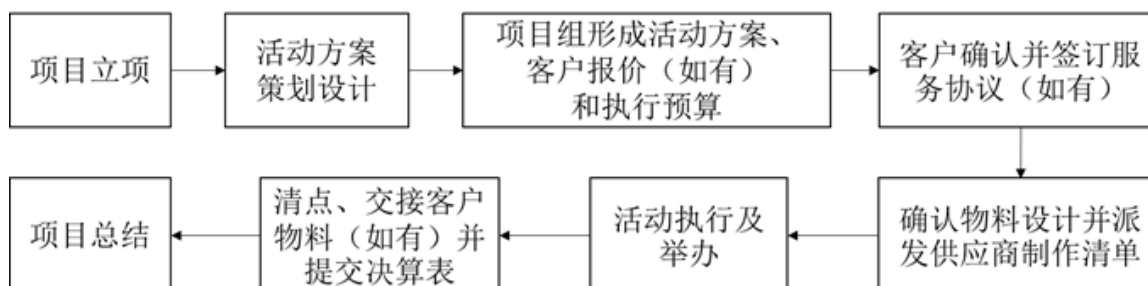 项目立项
活动方案
策划设计
项目组形成活动方案、
客户报价（如有）
和执行预算
客户确认并签订服
务协议（如有）
确认物料设计并派
发供应商制作清单
活动执行及
举办
清点、交接客户
物料（如有）并
提交决算表
项目总结